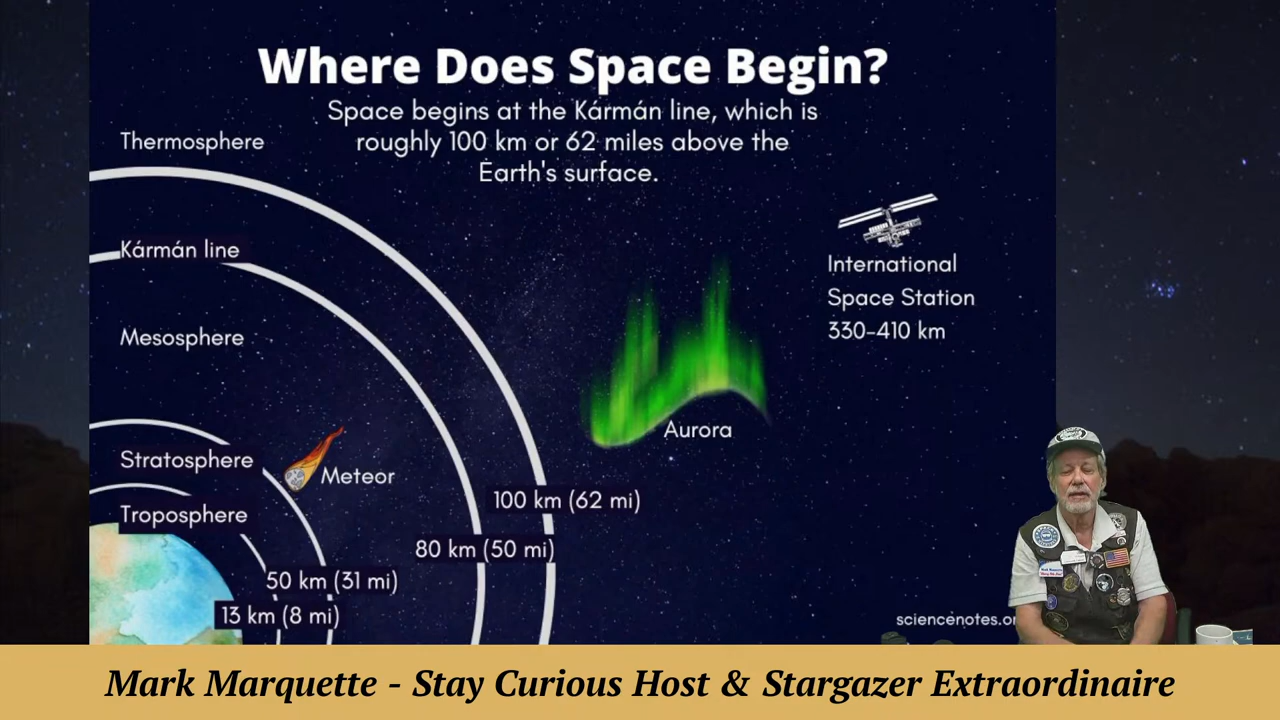 Where Does Space Begin?
Space begins at the Kármán line, which is
roughly 100 km or 62 miles above the
Earth's surface.
Thermosphere
Kármán line
Mesosphere
Stratosphere
Troposphere
Meteor
Aurora
International
Space Station
330-410 km
100 km (62 mi)
80 km (50 mi)
50 km (31 mi)
13 km (8 mi)
Mark Marquette - Stay Curious Host & Stargazer Extraordinaire